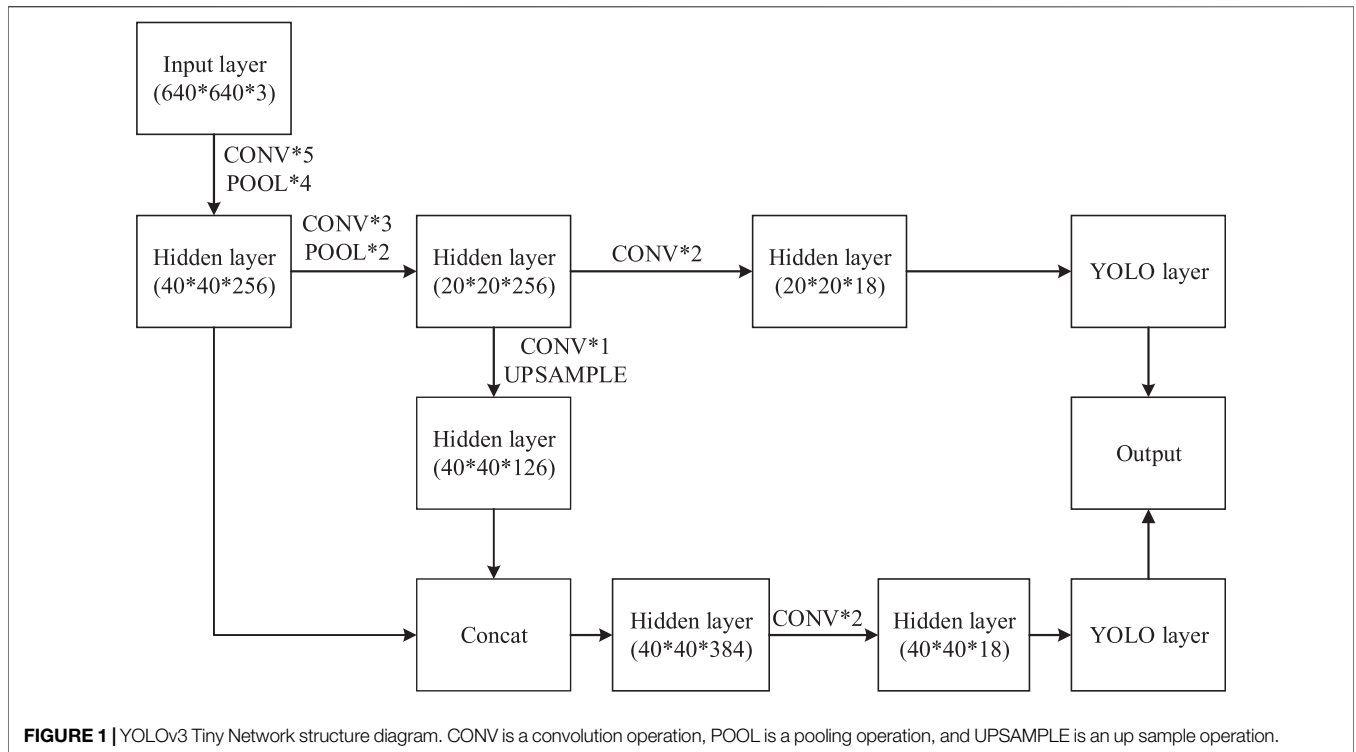 Input layer
(640*640*3)
CONV*5
POOL*4
Hidden layer
(40*40*256)
CONV*3
POOL*2
Hidden layer
(20*20*256)
CONV*2
Hidden layer
(20*20*18)
YOLO layer
CONV*1
UPSAMPLE
Hidden layer
(40*40*126)
Output
Concat
Hidden layer
(40*40*384)
CONV*2
Hidden layer
(40*40*18)
YOLO layer
FIGURE 1 | YOLOv3 Tiny Network structure diagram. CONV is a convolution operation, POOL is a pooling operation, and UPSAMPLE is an up sample operation.